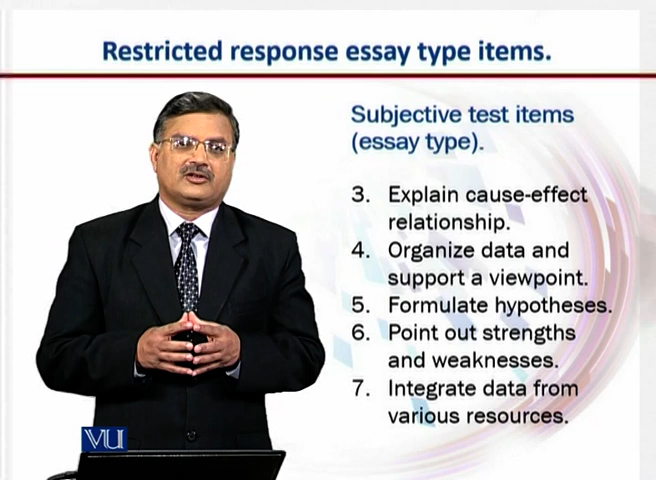 Restricted response essay type items.
Subjective test items
(essay type).
3. Explain cause-effect
relationship.
4. Organize data and
support a viewpoint.
5. Formulate hypotheses.
6. Point out strengths
and weaknesses.
7. Integrate data from
various resources.
VU